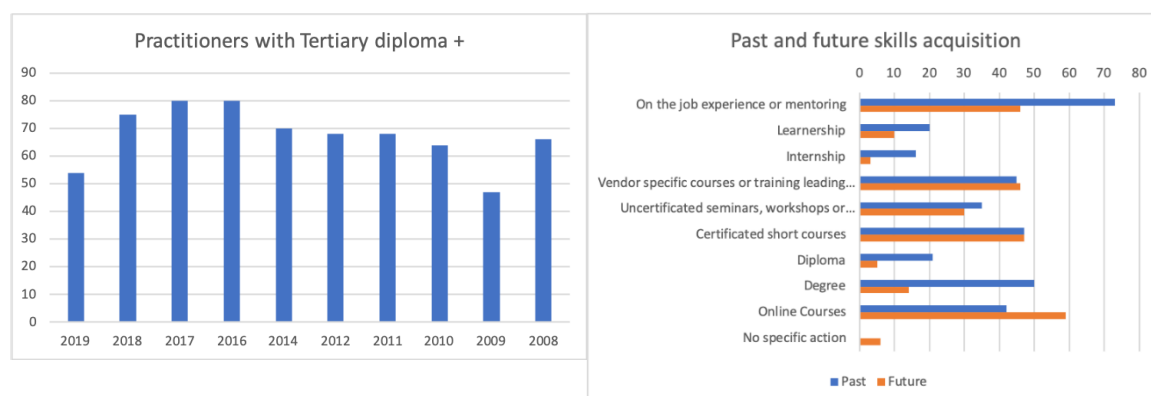 Practitioners with Tertiary diploma +
90
80
70
60
50
40
30
20
10
0
2019 2018 2017 2016 2014 2012 2011 2010 2009 2008
Past and future skills acquisition
0 10 20 30 40 50 60 70 80
On the job experience or mentoring
Learnership
Internship
Vendor specific courses or training leading...
Uncertificated seminars, workshops or...
Certificated short courses
Diploma
Degree
Online Courses
No specific action
Past Future